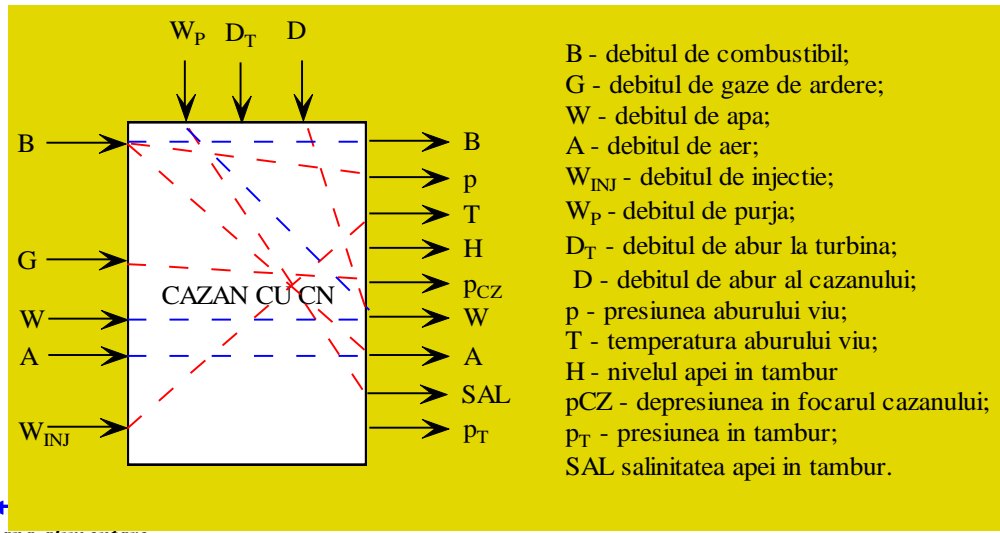 W_P D_T D
B
G
W
A
W_INJ
CAZAN CU CN
B
p
T
H
p_CZ
W
A
SAL
p_T
B - debitul de combustibil;
G - debitul de gaze de ardere;
W - debitul de apa;
A - debitul de aer;
W_INJ - debitul de injectie;
W_P - debitul de purja;
D_T - debitul de abur la turbina;
D - debitul de abur al cazanului;
p - presiunea aburului viu;
T - temperatura aburului viu;
H - nivelul apei in tambur
pCZ - depresiunea in focarul cazanului;
p_T - presiunea in tambur;
SAL salinitatea apei in tambur.